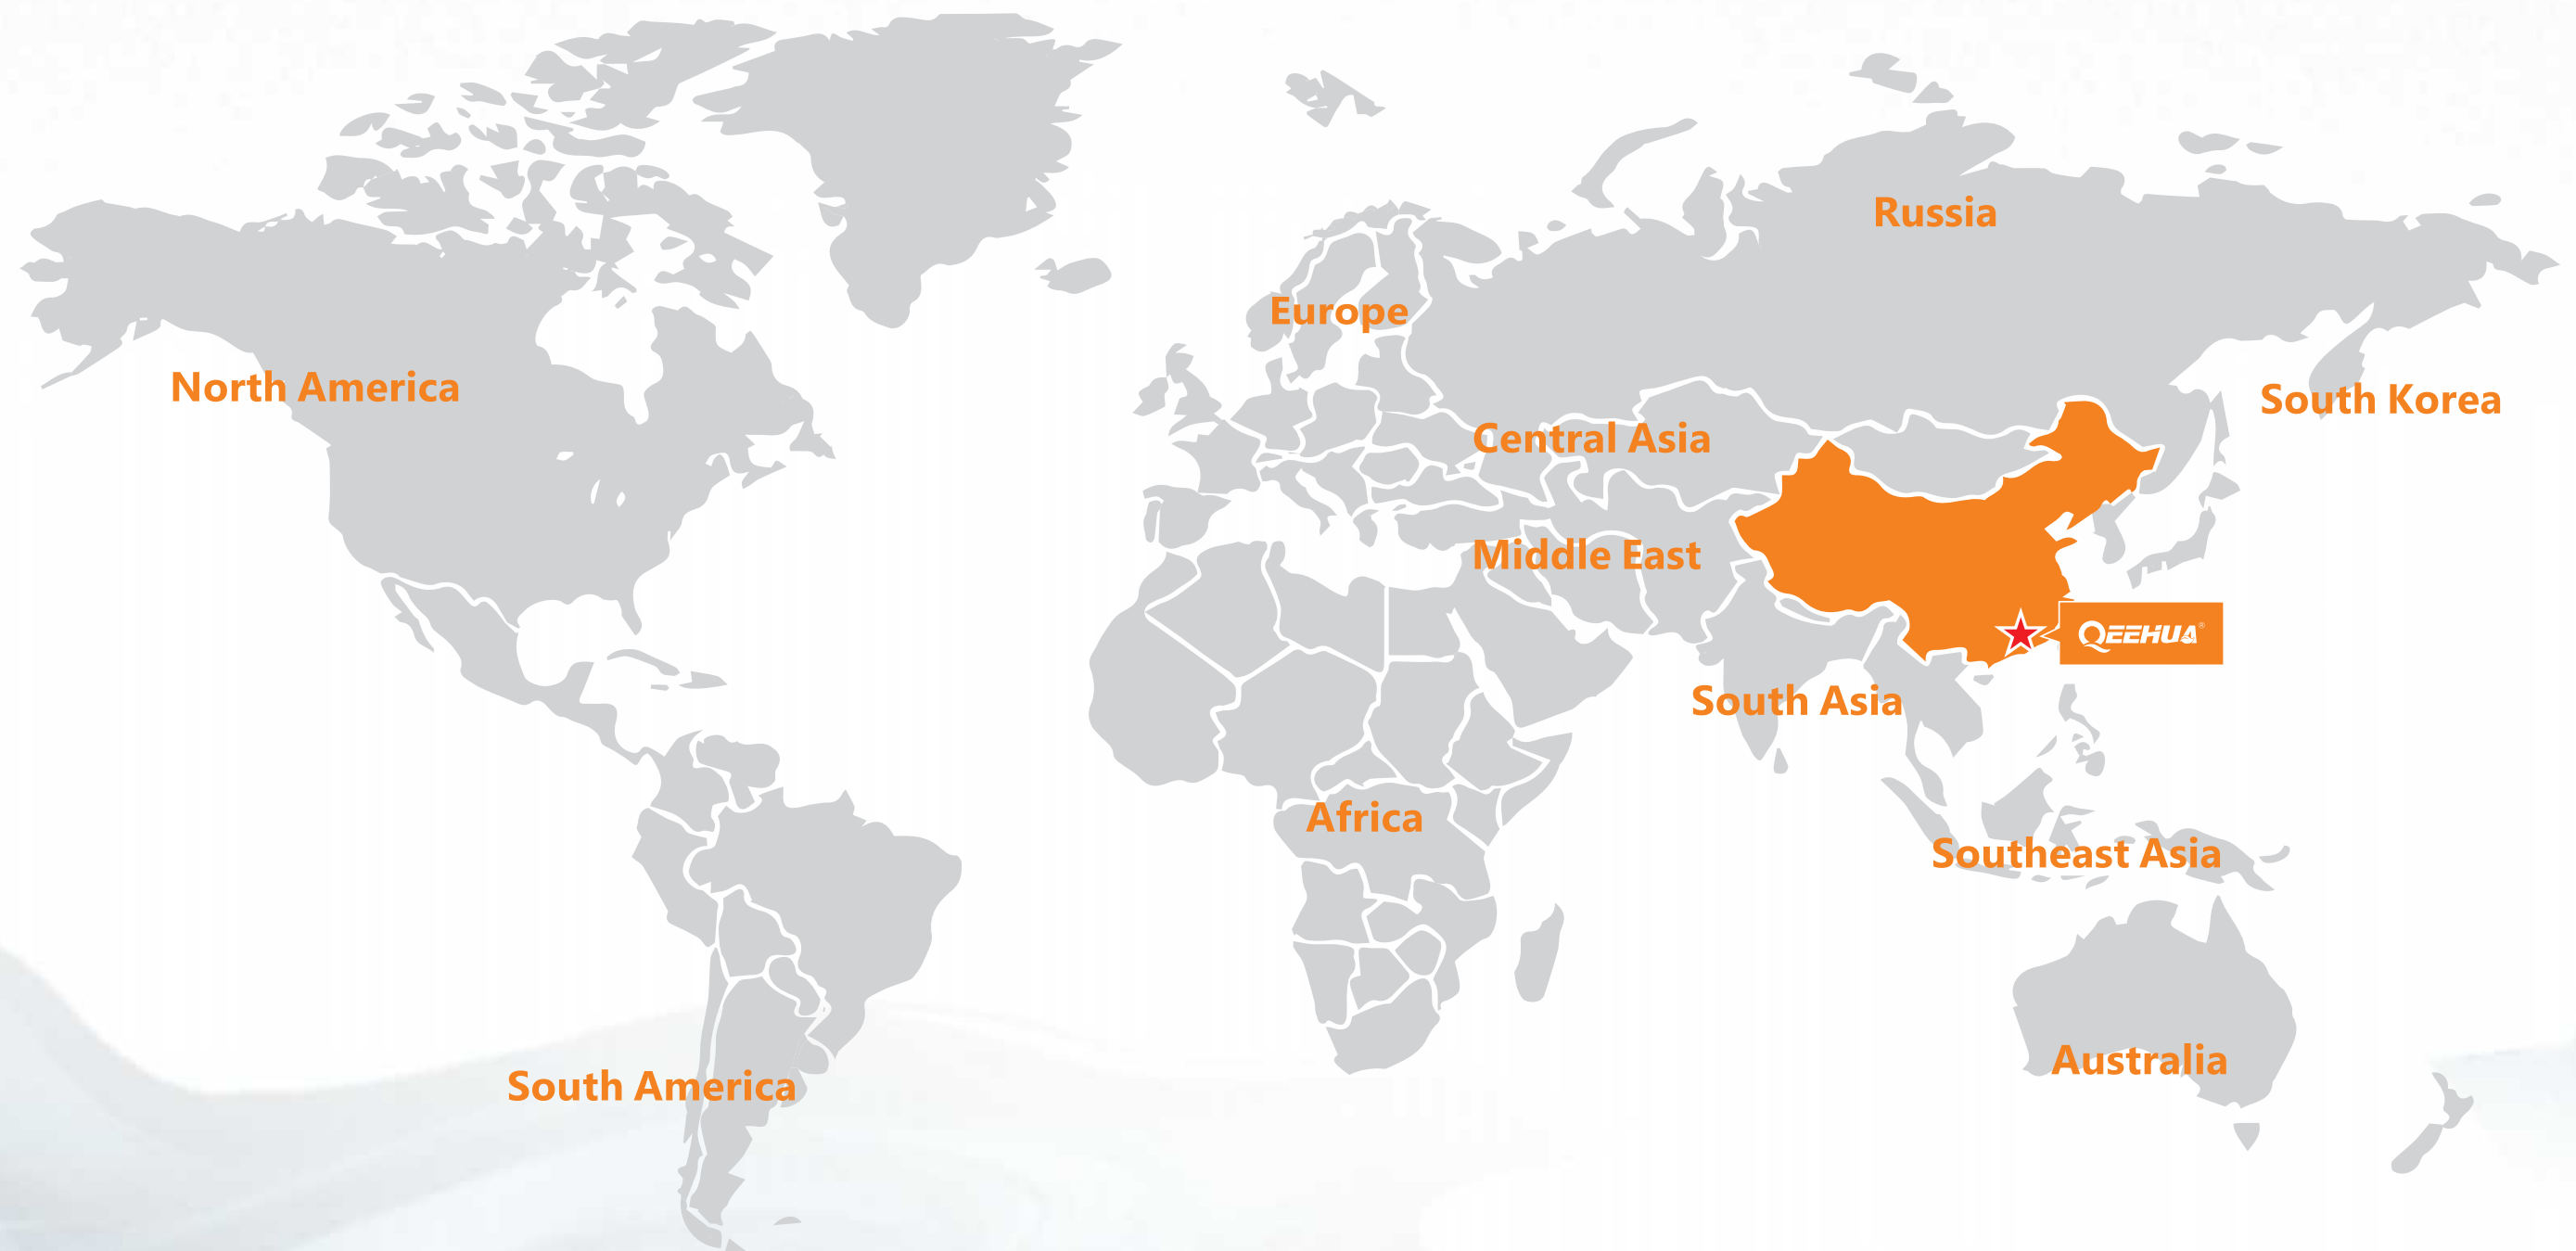 Russia
Europe
North America
South Korea
Central Asia
Middle East
QEEHUA®
South Asia
Africa
Southeast Asia
Australia
South America